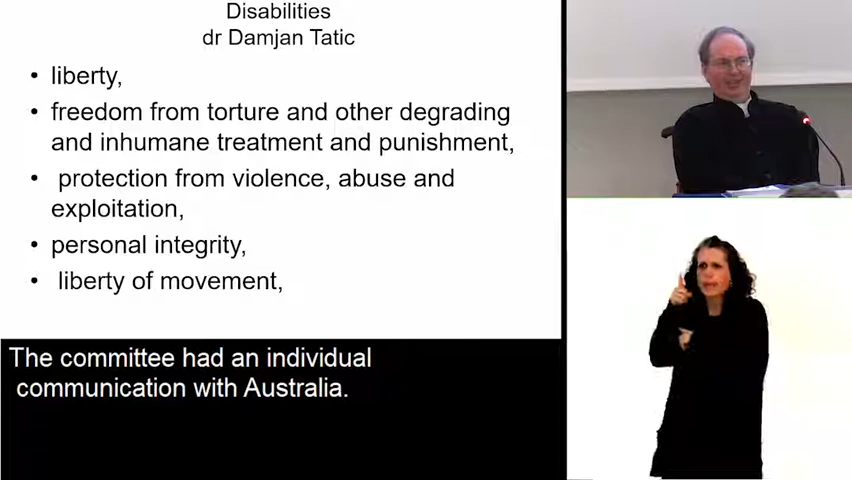 Disabilities
dr Damjan Tatic
• liberty,
• freedom from torture and other degrading
and inhumane treatment and punishment,
• protection from violence, abuse and
exploitation,
• personal integrity,
• liberty of movement,
The committee had an individual
communication with Australia.